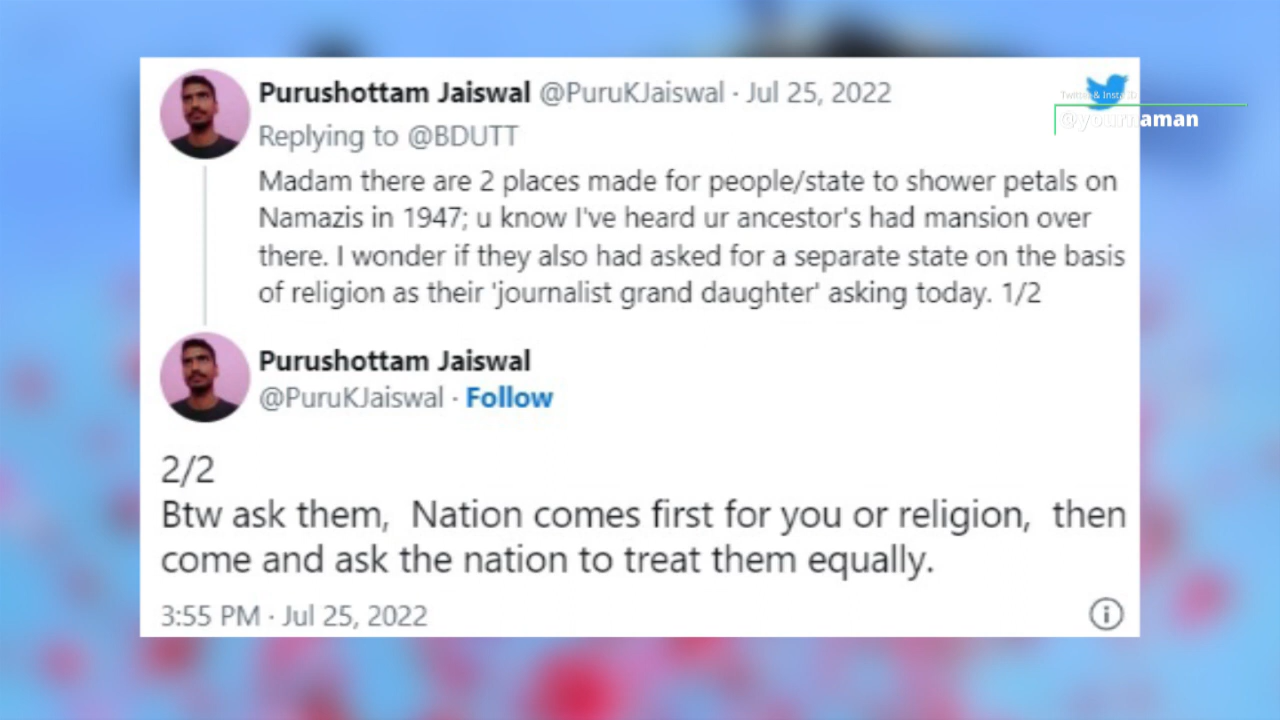 Purushottam Jaiswal @PuruKJaiswal · Jul 25, 2022
Replying to @BDUTT
Madam there are 2 places made for people/state to shower petals on
Namazis in 1947; u know I've heard ur ancestor's had mansion over
there. I wonder if they also had asked for a separate state on the basis
of religion as their 'journalist grand daughter' asking today. 1/2
Purushottam Jaiswal
@PuruKJaiswal · Follow
2/2
Btw ask them, Nation comes first for you or religion, then
come and ask the nation to treat them equally.
3:55 PM · Jul 25, 2022
Twitter & Insta ID
@yournaman